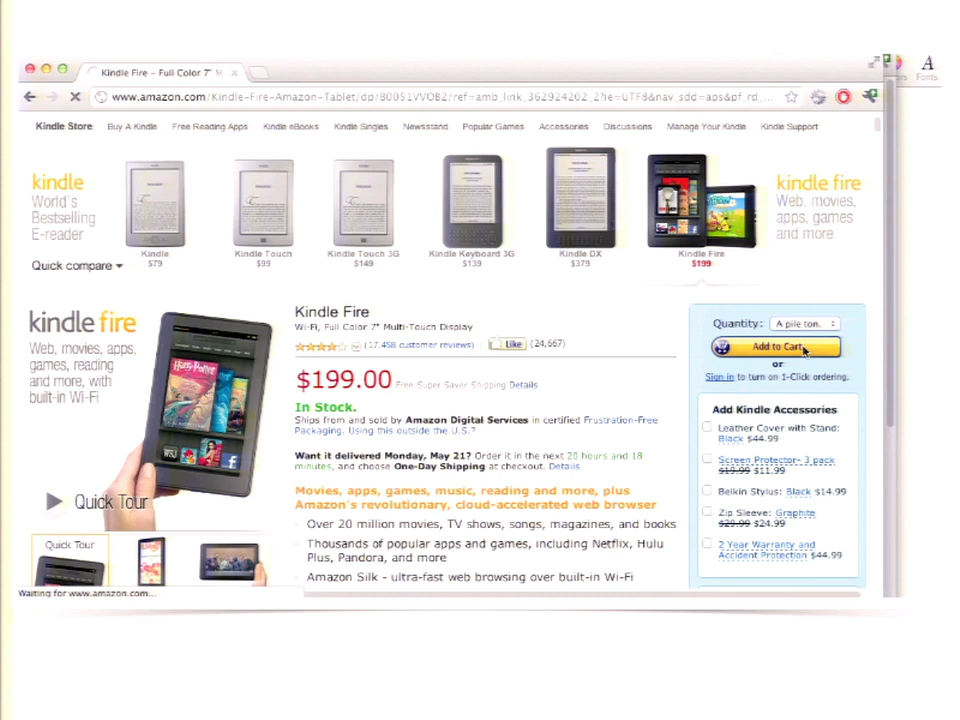 Kindle Fire – Full Color 7" M
Fonts
www.amazon.com/Kindle-Fire-Amazon-Tablet/dp/B0051VVOB2/ref=amb_link_362924202_2?ie=UTF8&nav_sdd=aps&pf_rd_...
Kindle Store Buy A Kindle Free Reading Apps Kindle eBooks Kindle Singles Newsstand Popular Games Accessories Discussions Manage Your Kindle Kindle Support
kindle
World's
Bestselling
E-reader
Quick compare
Kindle
$79
Kindle Touch
$99
Kindle Touch 3G
$149
Kindle Keyboard 3G
$139
Kindle DX
$379
Kindle Fire
$199
kindle fire
Web, movies,
apps, games
and more
kindle fire
Web, movies, apps,
games, reading
and more, with
built-in Wi-Fi
Quick Tour
Quick Tour
Kindle Fire
Wi-Fi, Full Color 7" Multi-Touch Display
(17,458 customer reviews) Like (24,667)
$199.00 Free Super Saver Shipping Details
In Stock.
Ships from and sold by Amazon Digital Services in certified Frustration-Free
Packaging. Using this outside the U.S.?
Want it delivered Monday, May 21? Order it in the next 20 hours and 18
minutes, and choose One-Day Shipping at checkout. Details
Movies, apps, games, music, reading and more, plus
Amazon's revolutionary, cloud-accelerated web browser
Over 20 million movies, TV shows, songs, magazines, and books
Thousands of popular apps and games, including Netflix, Hulu
Plus, Pandora, and more
Amazon Silk - ultra-fast web browsing over built-in Wi-Fi
Quantity: A pile ton.
Add to Cart
or
Sign in to turn on 1-Click ordering.
Add Kindle Accessories
Leather Cover with Stand:
Black $44.99
Screen Protector- 3 pack
$19.99 $11.99
Belkin Stylus: Black $14.99
Zip Sleeve: Graphite
$29.99 $24.99
2 Year Warranty and
Accident Protection $44.99
Waiting for www.amazon.com...